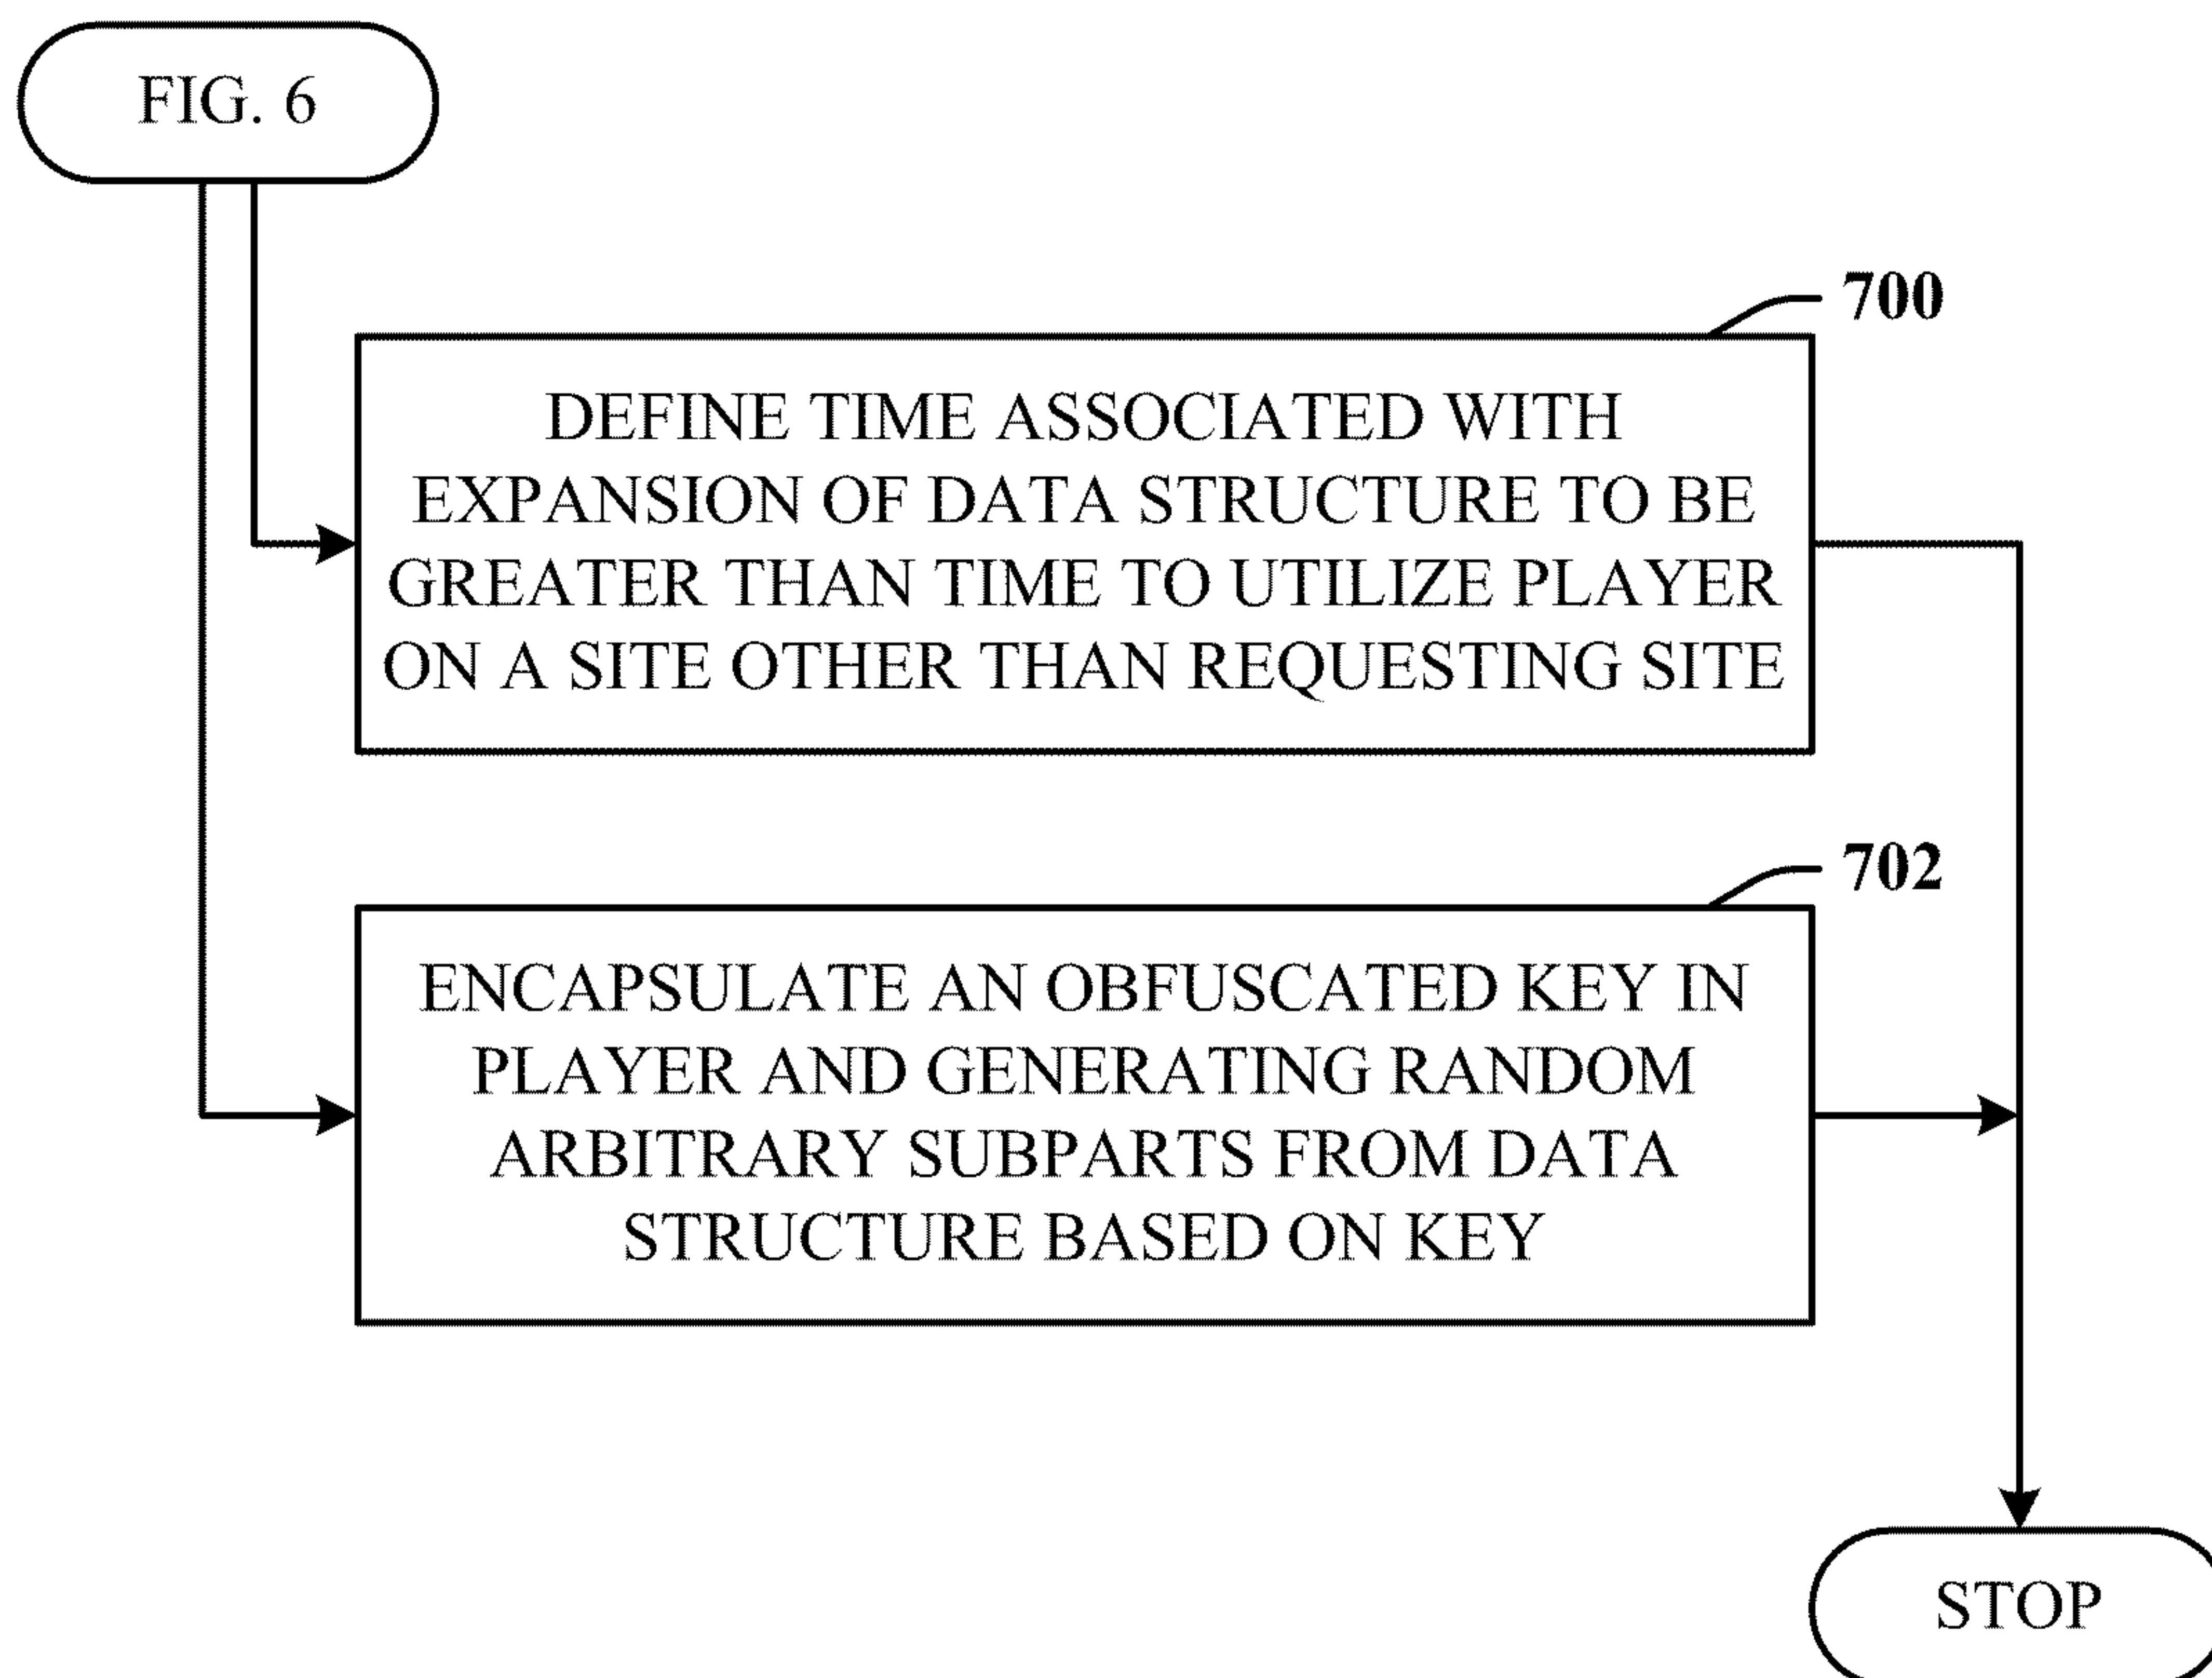 FIG. 6
700
DEFINE TIME ASSOCIATED WITH
EXPANSION OF DATA STRUCTURE TO BE
GREATER THAN TIME TO UTILIZE PLAYER
ON A SITE OTHER THAN REQUESTING SITE
702
ENCAPSULATE AN OBFUSCATED KEY IN
PLAYER AND GENERATING RANDOM
ARBITRARY SUBPARTS FROM DATA
STRUCTURE BASED ON KEY
STOP